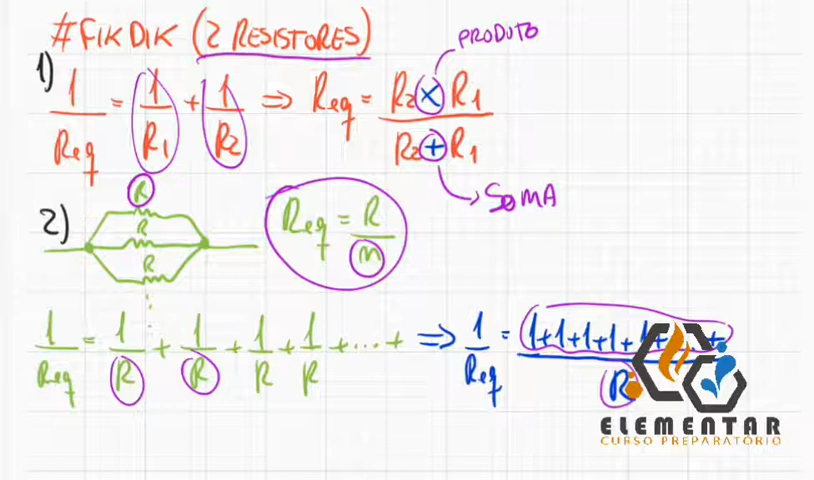 #FIKDIK (2 RESISTORES)
PRODUTO
1) 1/Req = 1/R1 + 1/R2 ⇒ Req = R2 × R1 / R2 + R1
SOMA
2) R R R Req = R/n
1/Req = 1/R + 1/R + 1/R + 1/R + .... + ⇒ 1/Req = 1+1+1+1+1+...+ / R
ELEMENTAR
CURSO PREPARATÓRIO